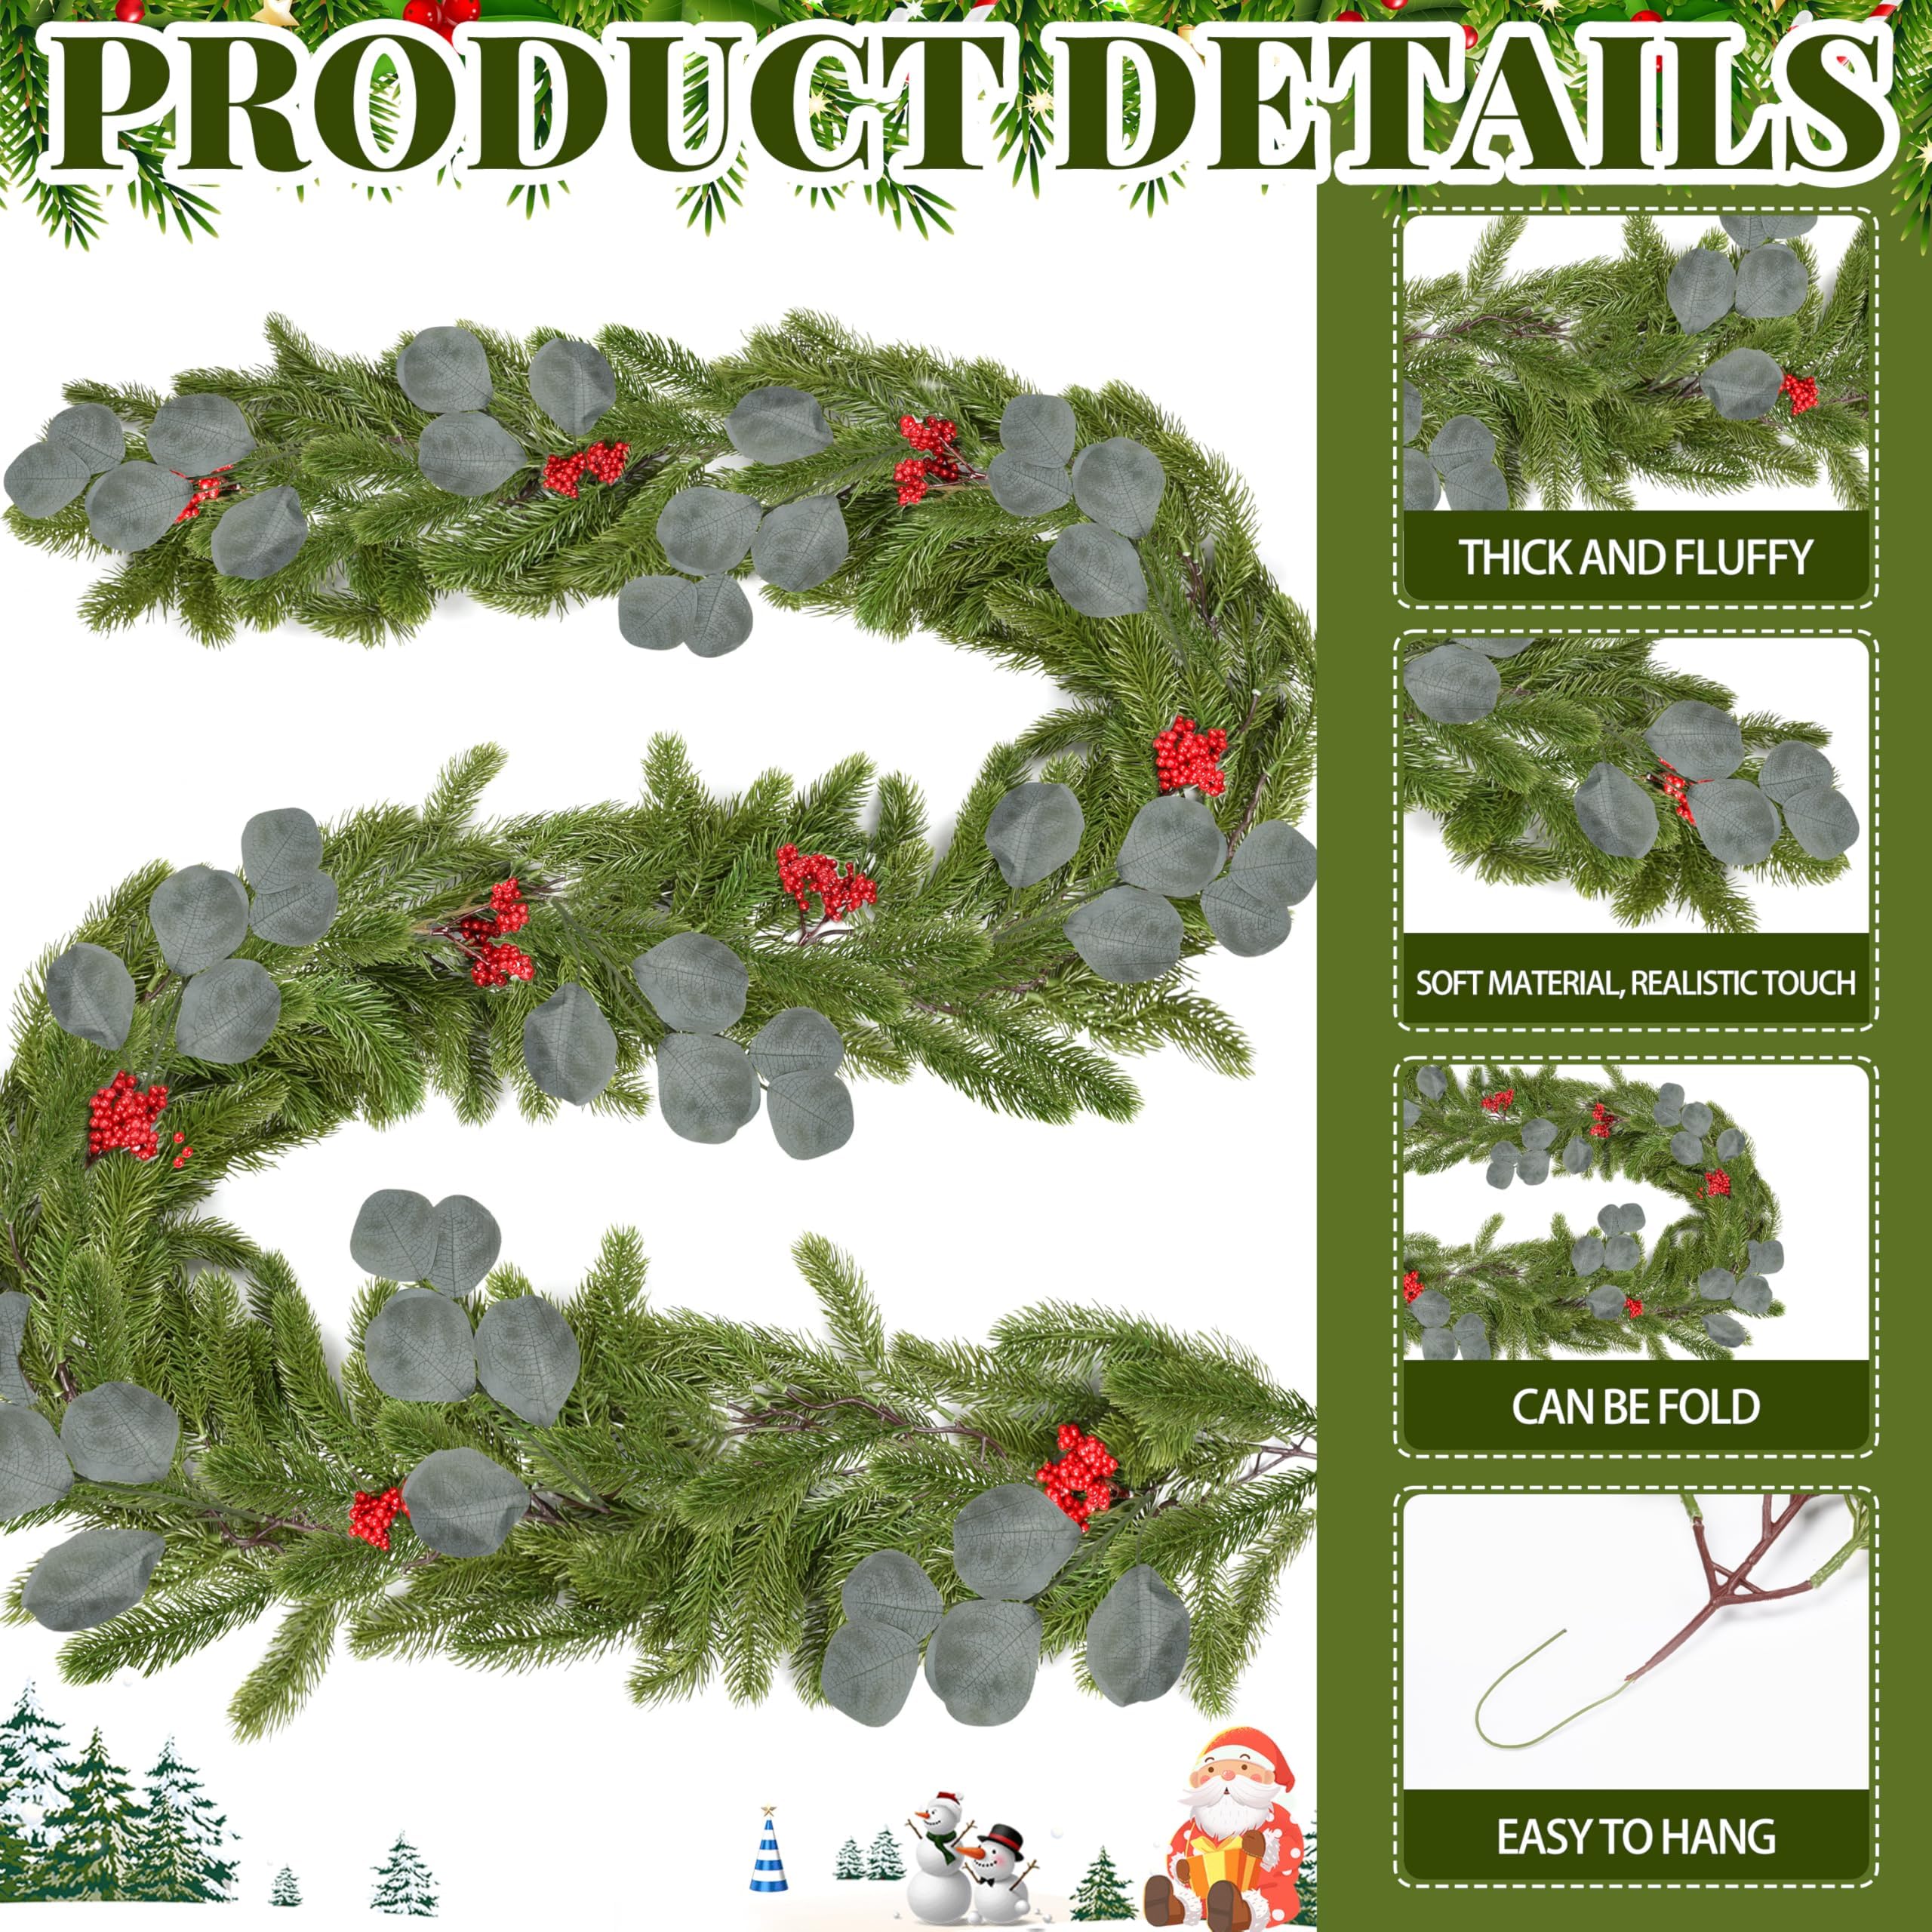 PRODUCT DETAILS
THICK AND FLUFFY
SOFT MATERIAL, REALISTIC TOUCH
CAN BE FOLD
EASY TO HANG